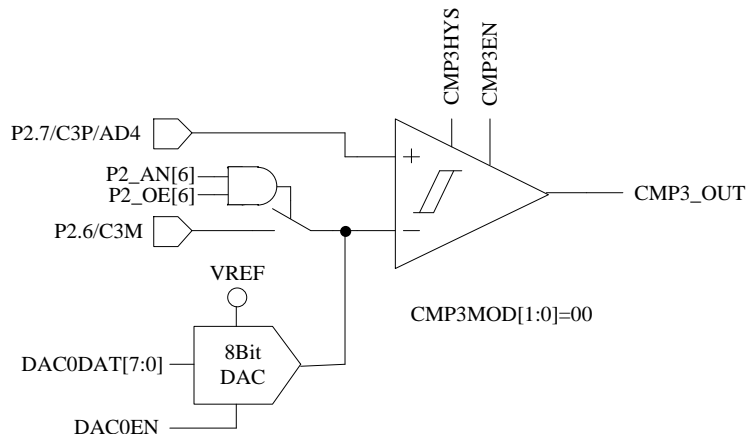 CMP3HYS
CMP3EN
P2.7/C3P/AD4
+
P2_AN[6]
P2_OE[6]
CMP3_OUT
P2.6/C3M
−
VREF
CMP3MOD[1:0]=00
8Bit
DAC
DAC0DAT[7:0]
DAC0EN